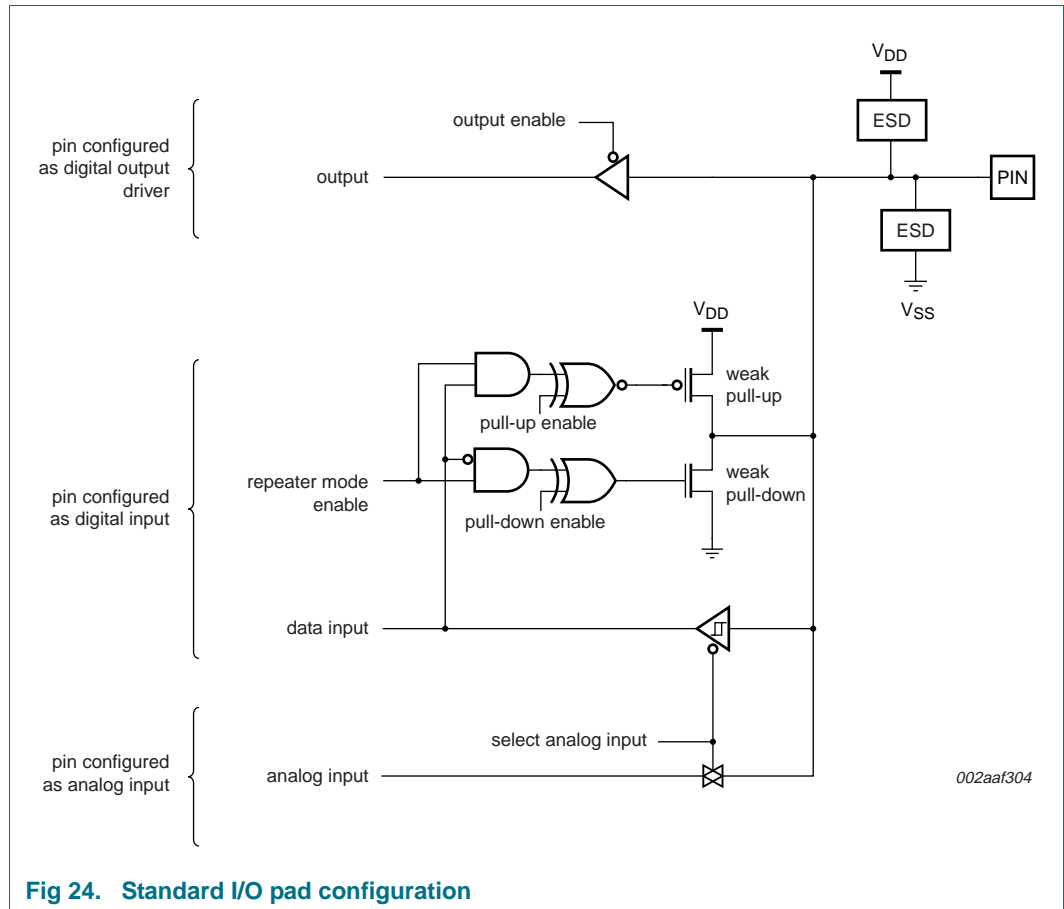 VDD
output enable
ESD
pin configured
as digital output
driver
output
PIN
ESD
VSS
VDD
weak
pull-up
pull-up enable
repeater mode
enable
weak
pull-down
pull-down enable
pin configured
as digital input
data input
select analog input
pin configured
as analog input
analog input
002aaf304
Fig 24. Standard I/O pad configuration